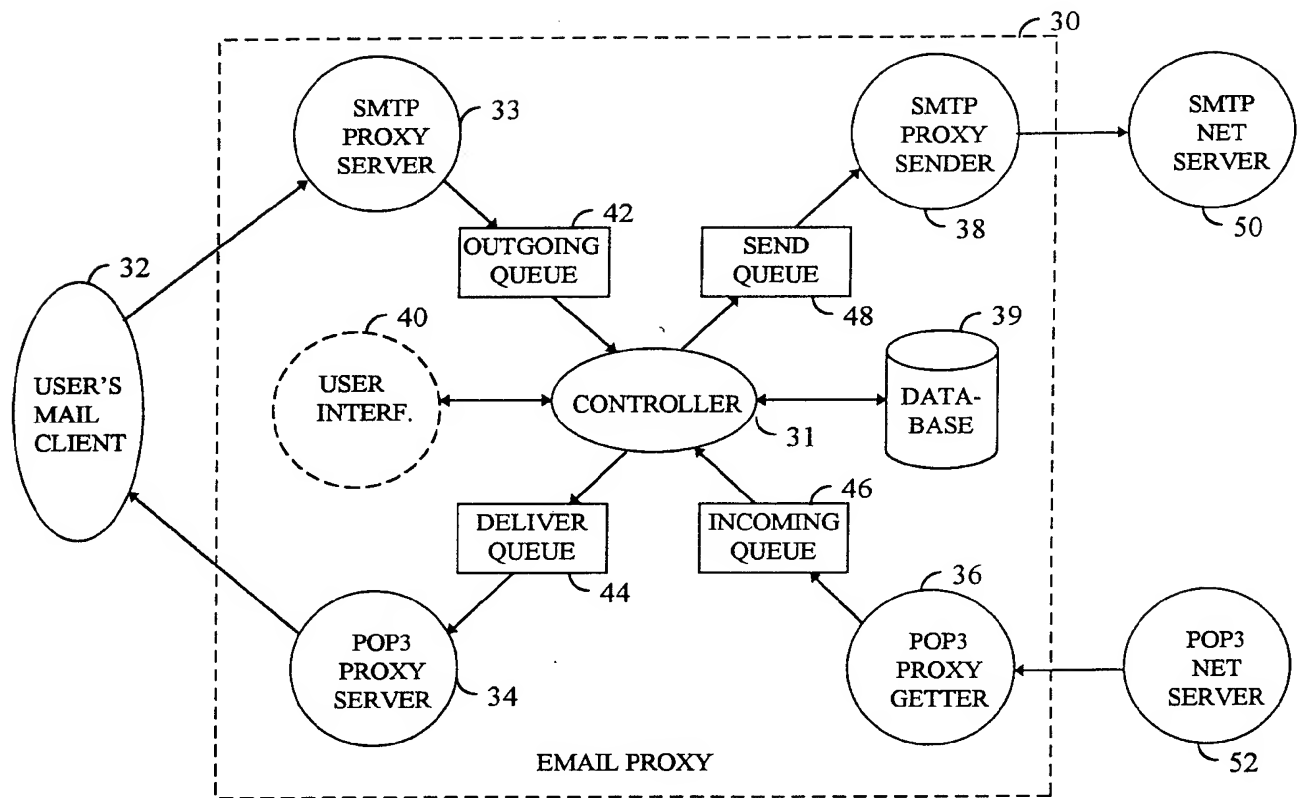 30
SMTP
PROXY
SERVER
33
SMTP
PROXY
SENDER
38
SMTP
NET
SERVER
50
42
OUTGOING
QUEUE
SEND
QUEUE
48
32
USER'S
MAIL
CLIENT
40
USER
INTERF.
CONTROLLER
31
39
DATA-
BASE
DELIVER
QUEUE
44
46
INCOMING
QUEUE
POP3
PROXY
SERVER
34
36
POP3
PROXY
GETTER
POP3
NET
SERVER
52
EMAIL PROXY